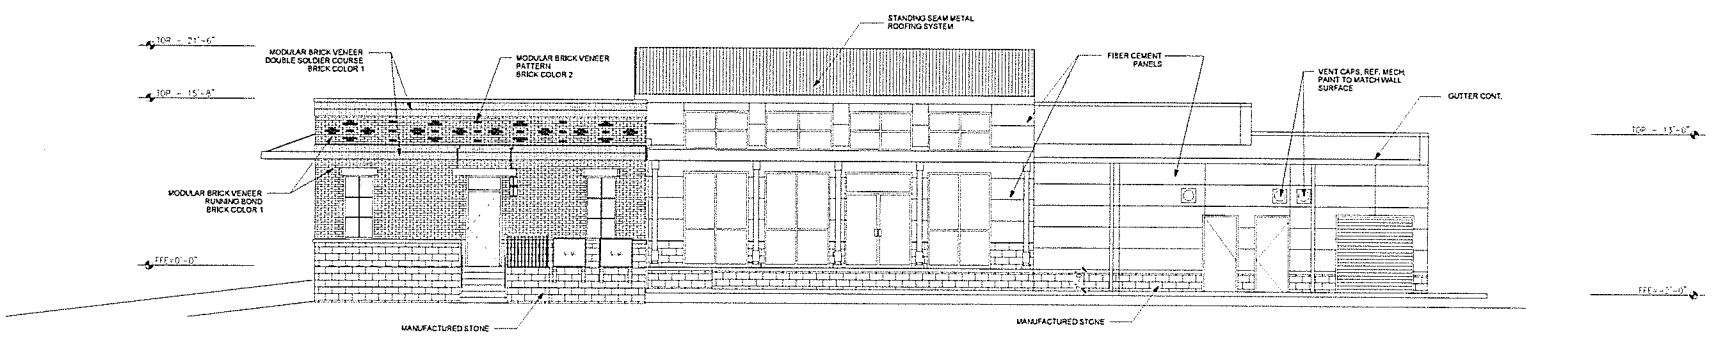 STANDING SEAM METAL
ROOFING SYSTEM
TOR - 21'-6"
MODULAR BRICK VENEER
DOUBLE SOLDIER COURSE
BRICK COLOR 1
MODULAR BRICK VENEER
PATTERN
BRICK COLOR 2
FIBER CEMENT
PANELS
VENT CAPS, REF. MECH,
PAINT TO MATCH WALL
SURFACE
GUTTER CONT.
TOP - 15'-8"
TOP - 13'-0"
MODULAR BRICK VENEER
RUNNING BOND
BRICK COLOR 1
FFE=0'-0"
FFE=-2'-0"
MANUFACTURED STONE
MANUFACTURED STONE